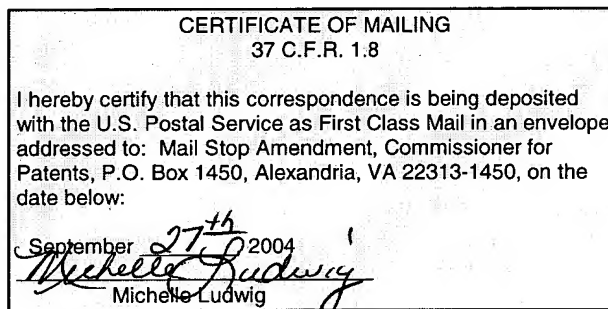 CERTIFICATE OF MAILING
37 C.F.R. 1.8
I hereby certify that this correspondence is being deposited
with the U.S. Postal Service as First Class Mail in an envelope
addressed to: Mail Stop Amendment, Commissioner for
Patents, P.O. Box 1450, Alexandria, VA 22313-1450, on the
date below:
September 27th, 2004
Michelle Ludwig
Michelle Ludwig